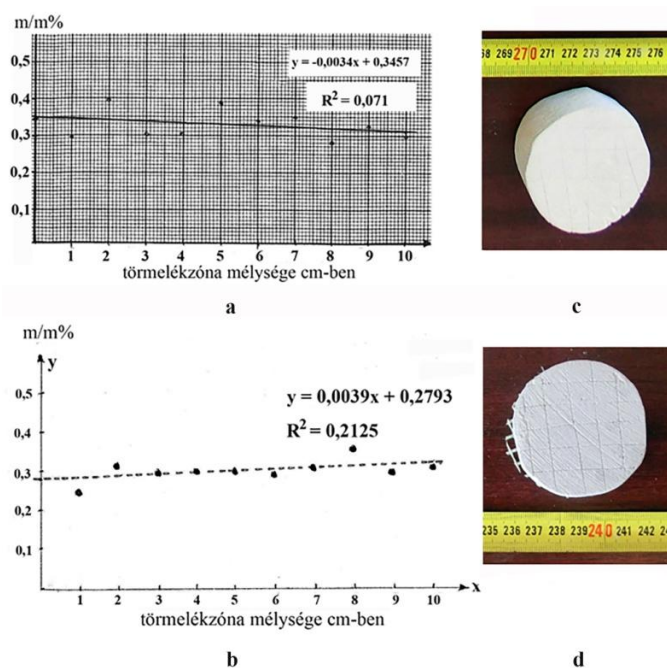 m/m%
0,5
y = -0,0034x + 0,3457
0,4
R² = 0,071
0,3
0,2
0,1
1 2 3 4 5 6 7 8 9 10
törmelékzóna mélysége cm-ben
a
68 269 270 271 272 273 274 275 276
c
m/m%
y
0,5
y = 0,0039x + 0,2793
0,4
R² = 0,2125
0,3
0,2
0,1
1 2 3 4 5 6 7 8 9 10 x
törmelékzóna mélysége cm-ben
b
235 236 237 238 239 240 241 242 24
d